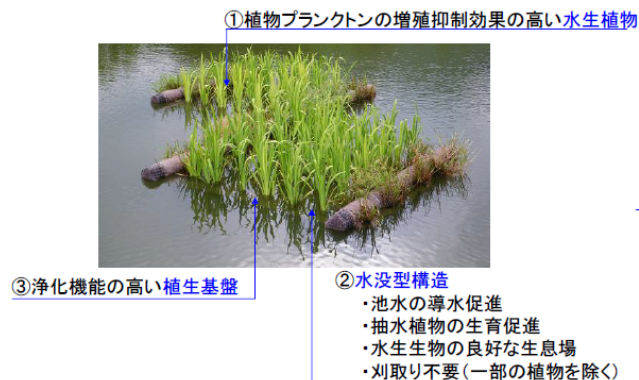 ①植物プランクトンの増殖抑制効果の高い水生植物
③浄化機能の高い植生基盤
②水没型構造
・池水の導水促進
・抽水植物の生育促進
・水生生物の良好な生息場
・刈取り不要(一部の植物を除く)